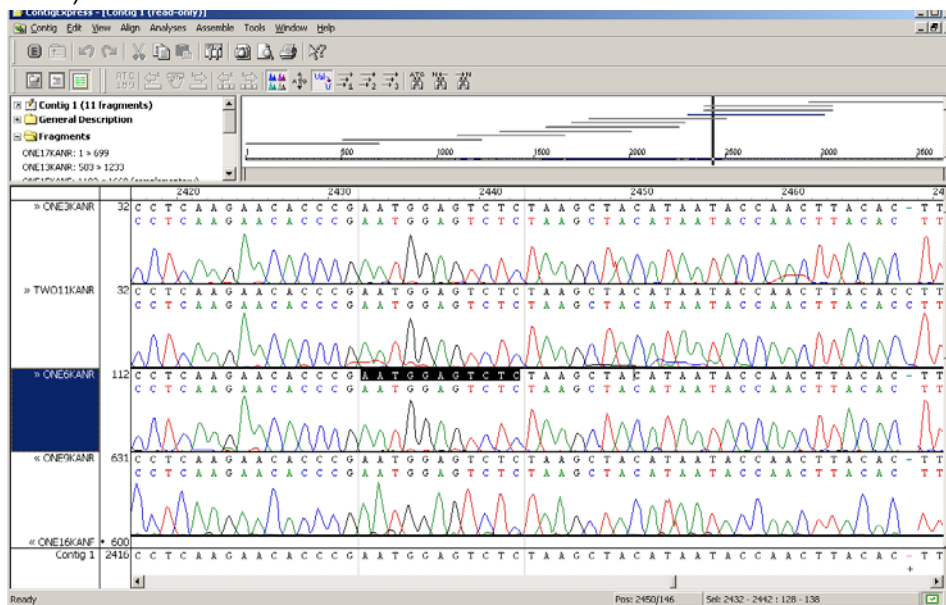 ContigExpress - [Contig 1 (read-only)]
Contig Edit View Align Analyses Assemble Tools Window Help
Contig 1 (11 fragments)
General Description
Fragments
ONE17KANR: 1 > 699
ONE13KANR: 503 > 1233
1 500 1000 1500 2000 2500 2000 3500
2420 2430 2440 2450 2460
» ONE3KANR 32 C C T C A A G A A C A C C C G A A T G G A G T C T C T A A G C T A C A T A A T A C C A A C T T A C A C - T T
C C T C A A G A A C A C C C G A A T G G A G T C T C T A A G C T A C A T A A T A C C A A C T T A C A C T T
» TWO11KANR 32 C C T C A A G A A C A C C C G A A T G G A G T C T C T A A G C T A C A T A A T A C C A A C T T A C A C C T T
C C T C A A G A A C A C C C G A A T G G A G T C T C T A A G C T A C A T A A T A C C A A C T T A C A C C T T
» ONE6KANR 112 C C T C A A G A A C A C C C G A A T G G A G T C T C T A A G C T A C A T A A T A C C A A C T T A C A C - T T
C C T C A A G A A C A C C C G A A T G G A G T C T C T A A G C T A C A T A A T A C C A A C T T A C A C T T
« ONE9KANR 631 C C T C A A G A A C A C C C G A A T G G A G T C T C T A A G C T A C A T A A T A C C A A C T T A C A C - T T
C C T C A A G A A C A C C C G A A T G G A G T C T C T A A G C T A C A T A A T A C C A A C T T A C A C T T
« ONE16KANF + 600
Contig 1 2416 C C T C A A G A A C A C C C G A A T G G A G T C T C T A A G C T A C A T A A T A C C A A C T T A C A C - T T
+
Ready Pos: 2450/146 Sel: 2432 - 2442 : 128 - 138